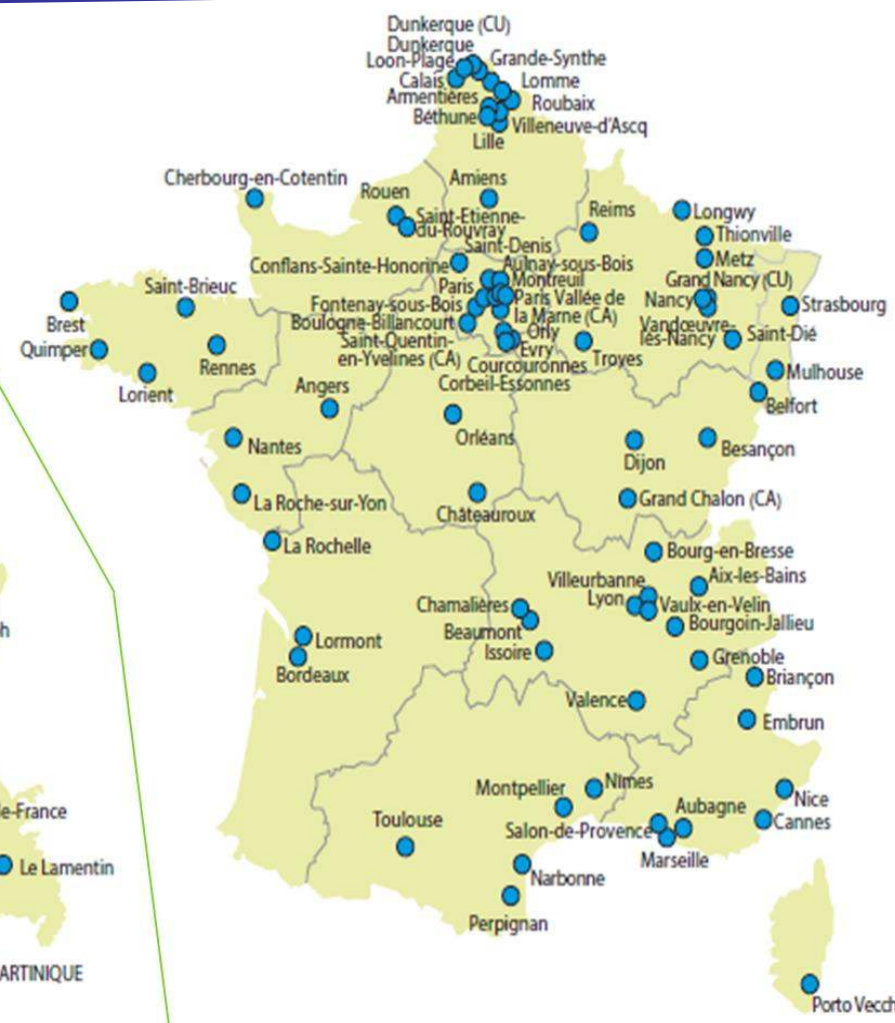 Dunkerque (CU)
Dunkerque
Loon-Plage
Grande-Synthe
Calais
Lomme
Armentières
Roubaix
Béthune
Villeneuve-d'Ascq
Lille
Cherbourg-en-Cotentin
Rouen
Amiens
Saint-Etienne-
du-Rouvray
Reims
Longwy
Thionville
Saint-Denis
Metz
Conflans-Sainte-Honorine
Aulnay-sous-Bois
Montreuil
Grand Nancy (CU)
Saint-Brieuc
Paris
Fontenay-sous-Bois
Paris Vallée de
la Marne (CA)
Nancy
Strasbourg
Brest
Boulogne-Billancourt
Vandœuvre-
lès-Nancy
Saint-Dié
Quimper
Rennes
Saint-Quentin-
en-Yvelines (CA)
Orly
Evry
Troyes
Courcouronnes
Corbeil-Essonnes
Mulhouse
Lorient
Angers
Belfort
Nantes
Orléans
Dijon
Besançon
La Roche-sur-Yon
Châteauroux
Grand Chalon (CA)
La Rochelle
Bourg-en-Bresse
Villeurbanne
Aix-les-Bains
Lyon
Vaulx-en-Velin
Chamalières
Bourgoin-Jallieu
Beaumont
h
Lormont
Issoire
Grenoble
Bordeaux
Briançon
Valence
Embrun
Montpellier
Nîmes
Nice
le-France
Toulouse
Aubagne
Salon-de-Provence
Cannes
Marseille
Le Lamentin
Narbonne
Perpignan
ARTINIQUE
Porto Vecch